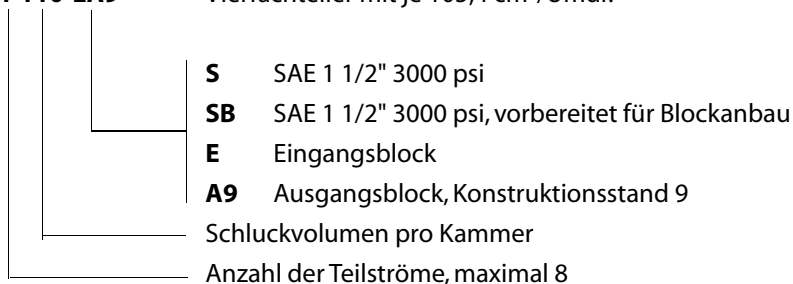 S SAE 1 1/2" 3000 psi
SB SAE 1 1/2" 3000 psi, vorbereitet für Blockanbau
E Eingangsblock
A9 Ausgangsblock, Konstruktionsstand 9
Schluckvolumen pro Kammer
Anzahl der Teilströme, maximal 8